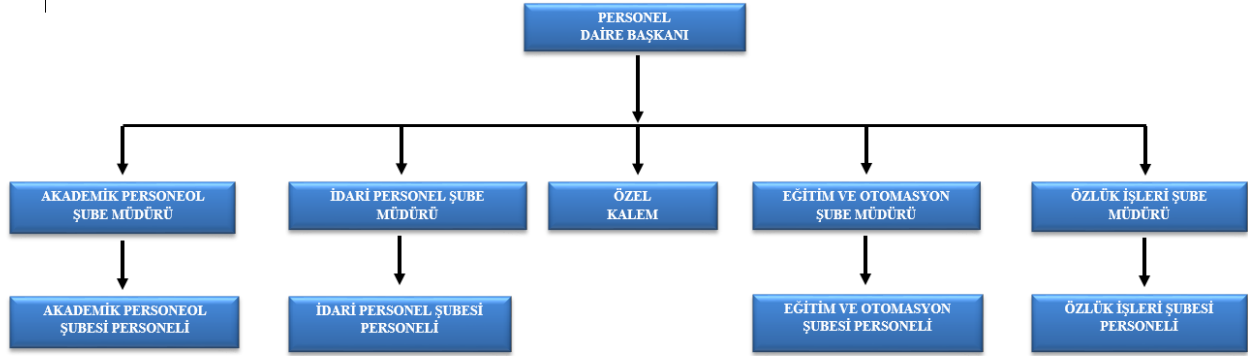 PERSONEL
DAİRE BAŞKANI
AKADEMİK PERSONEOL
ŞUBE MÜDÜRÜ
İDARİ PERSONEL ŞUBE
MÜDÜRÜ
ÖZEL
KALEM
EĞİTİM VE OTOMASYON
ŞUBE MÜDÜRÜ
ÖZLÜK İŞLERİ ŞUBE
MÜDÜRÜ
AKADEMİK PERSONEOL
ŞUBESİ PERSONELİ
İDARİ PERSONEL ŞUBESİ
PERSONELİ
EĞİTİM VE OTOMASYON
ŞUBESİ PERSONELİ
ÖZLÜK İŞLERİ ŞUBESİ
PERSONELİ